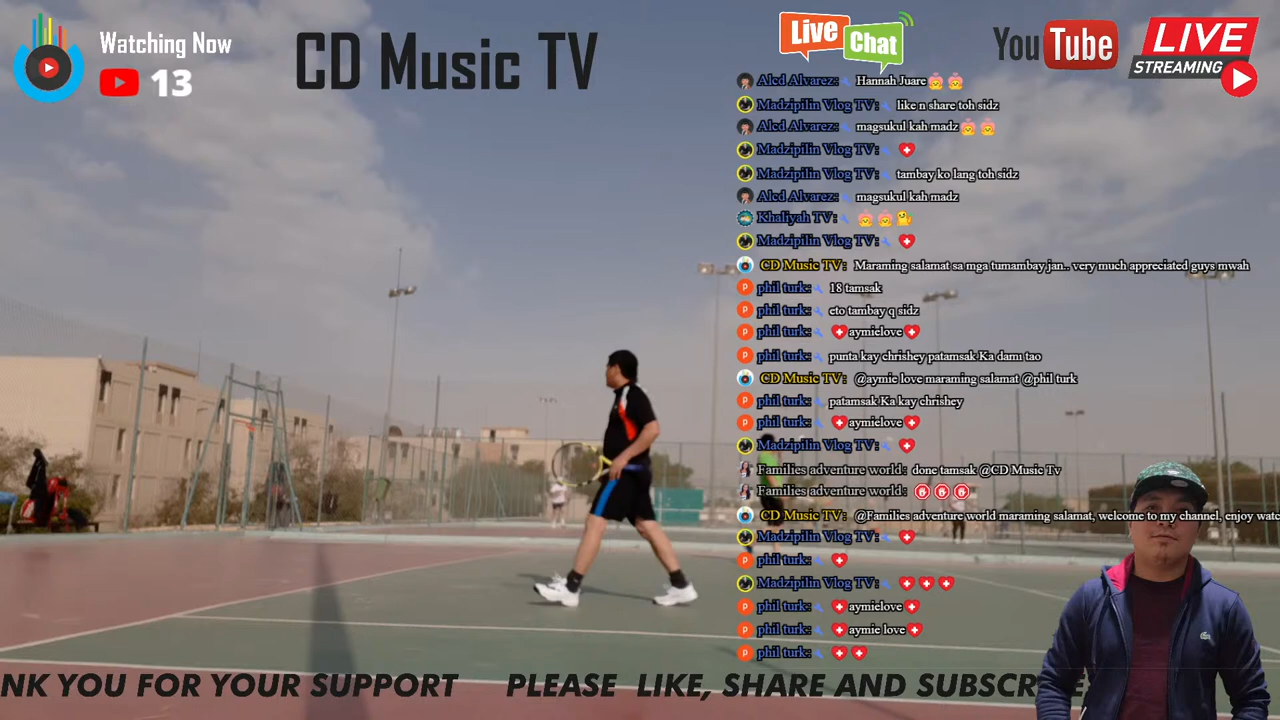 Watching Now
13
CD Music TV
Live
Chat
YouTube
LIVE
STREAMING
Alcd Alvarez: Hannah Juare
Madzipilin Vlog TV: like n share toh sidz
Alcd Alvarez: magsukul kah madz
Madzipilin Vlog TV:
Madzipilin Vlog TV: tambay ko lang toh sidz
Alcd Alvarez: magsukul kah madz
Khaliyah TV:
Madzipilin Vlog TV:
CD Music TV: Maraming salamat sa mga tumambay jan.. very much appreciated guys mwah
phil turk: 18 tamsak
phil turk: eto tambay q sidz
phil turk: aymielove
phil turk: punta kay chrishey patamsak Ka dami tao
CD Music TV: @aymie love maraming salamat @phil turk
phil turk: patamsak Ka kay chrishey
phil turk: aymielove
Madzipilin Vlog TV:
Families adventure world: done tamsak @CD Music Tv
Families adventure world:
CD Music TV: @Families adventure world maraming salamat, welcome to my channel, enjoy watc
Madzipilin Vlog TV:
phil turk:
Madzipilin Vlog TV:
phil turk: aymielove
phil turk: aymie love
phil turk:
NK YOU FOR YOUR SUPPORT PLEASE LIKE, SHARE AND SUBSCR